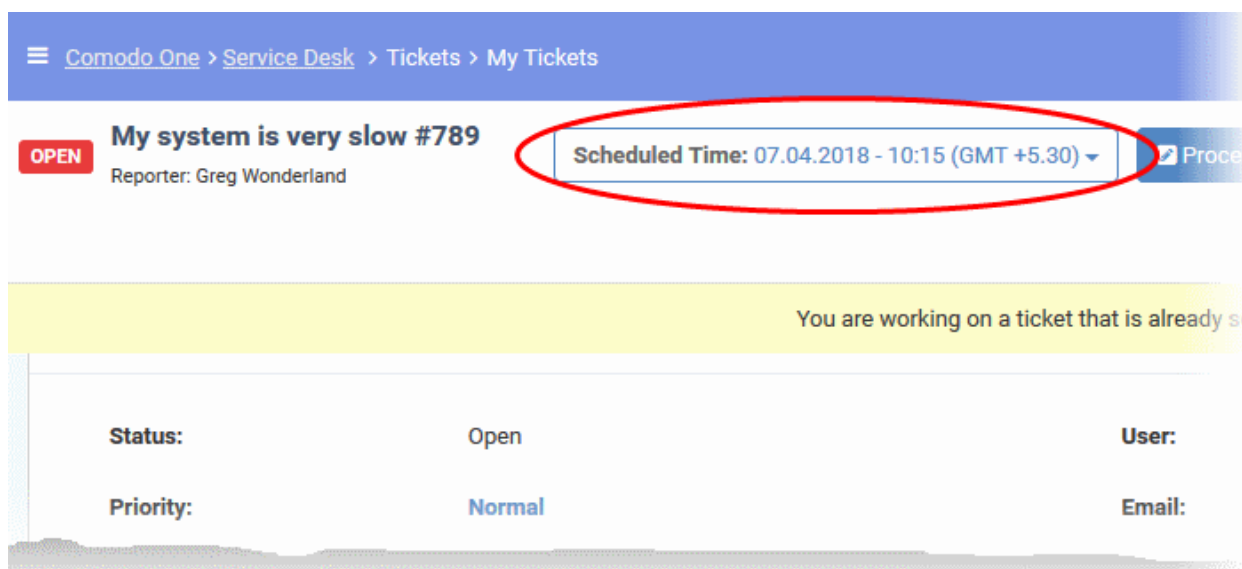 Comodo One > Service Desk > Tickets > My Tickets
OPEN
My system is very slow #789
Reporter: Greg Wonderland
Scheduled Time: 07.04.2018 - 10:15 (GMT +5.30)
You are working on a ticket that is already
Status: Open User:
Priority: Normal Email: